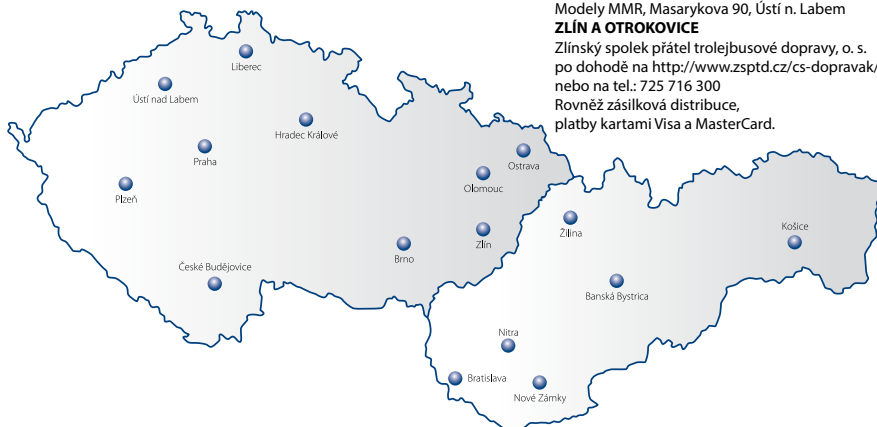 Modely MMR, Masarykova 90, Ústí n. Labem
ZLÍN A OTROKOVICE
Zlínský spolek přátel trolejbusové dopravy, o. s.
po dohodě na http://www.zsptd.cz/cs-dopravak/
nebo na tel.: 725 716 300
Rovněž zásilková distribuce,
platby kartami Visa a MasterCard.
Liberec
Ústí nad Labem
Hradec Králové
Praha
Ostrava
Olomouc
Plzeň
Zlín
Žilina
Košice
Brno
České Budějovice
Banská Bystrica
Nitra
Bratislava
Nové Zámky